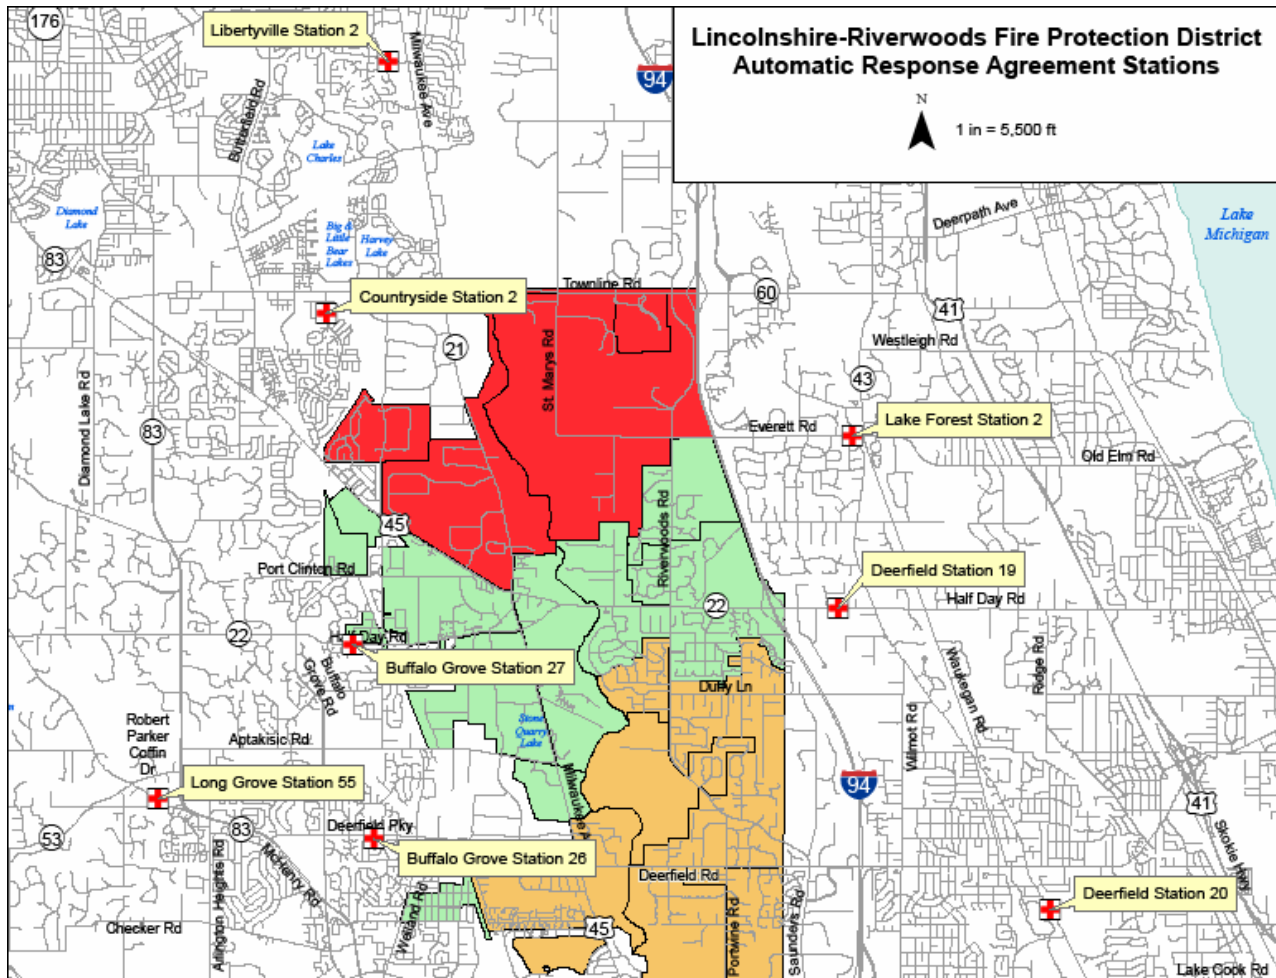 176
Libertyville Station 2
Milwaukee Ave
94
Lincolnshire-Riverwoods Fire Protection District
Automatic Response Agreement Stations
N
1 in = 5,500 ft
Butterfield Rd
Lake
Charles
Diamond
Lake
Big &
Little
Bear
Lakes
Harvey
Lake
Deerpath Ave
Lake
Michigan
83
Townline Rd
60
Countryside Station 2
41
21
St. Marys Rd
Westleigh Rd
43
Diamond Lake Rd
83
Everett Rd
Lake Forest Station 2
Old Elm Rd
45
Riverwoods Rd
Port Clinton Rd
Deerfield Station 19
Half Day Rd
22
22
Half Day Rd
Buffalo Grove Station 27
Buffalo
Grove Rd
Duffy Ln
Waukegan Rd
Ridge Rd
Robert
Parker
Coffin
Dr
Aptakisic Rd
Stone
Quarry
Lake
Wilmot Rd
Long Grove Station 55
Milwaukee A
94
41
53
83
Deerfield Pky
Skokie Hwy
McHenry Rd
Buffalo Grove Station 26
Deerfield Rd
Arlington Heights Rd
Weiland Rd
Deerfield Station 20
Checker Rd
45
Portwine Rd
Saunders Rd
Lake Cook Rd